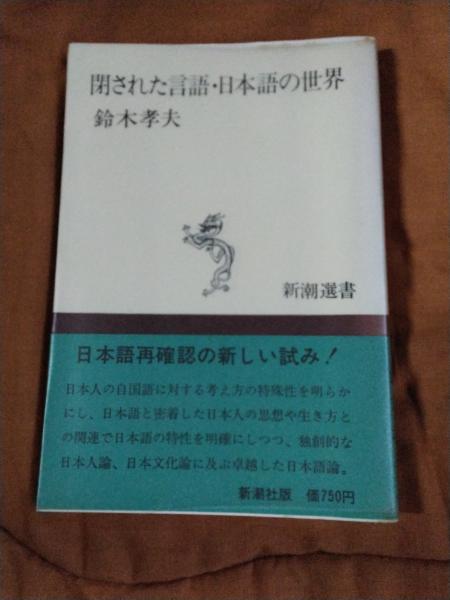 閉された言語・日本語の世界
鈴木孝夫
新潮選書
日本語再確認の新しい試み!
日本人の自国語に対する考え方の特殊性を明らか
にし、日本語と密着した日本人の思想や生き方と
の関連で日本語の特性を明確にしつつ、独創的な
日本人論、日本文化論に及ぶ卓越した日本語論。
新潮社版 価750円